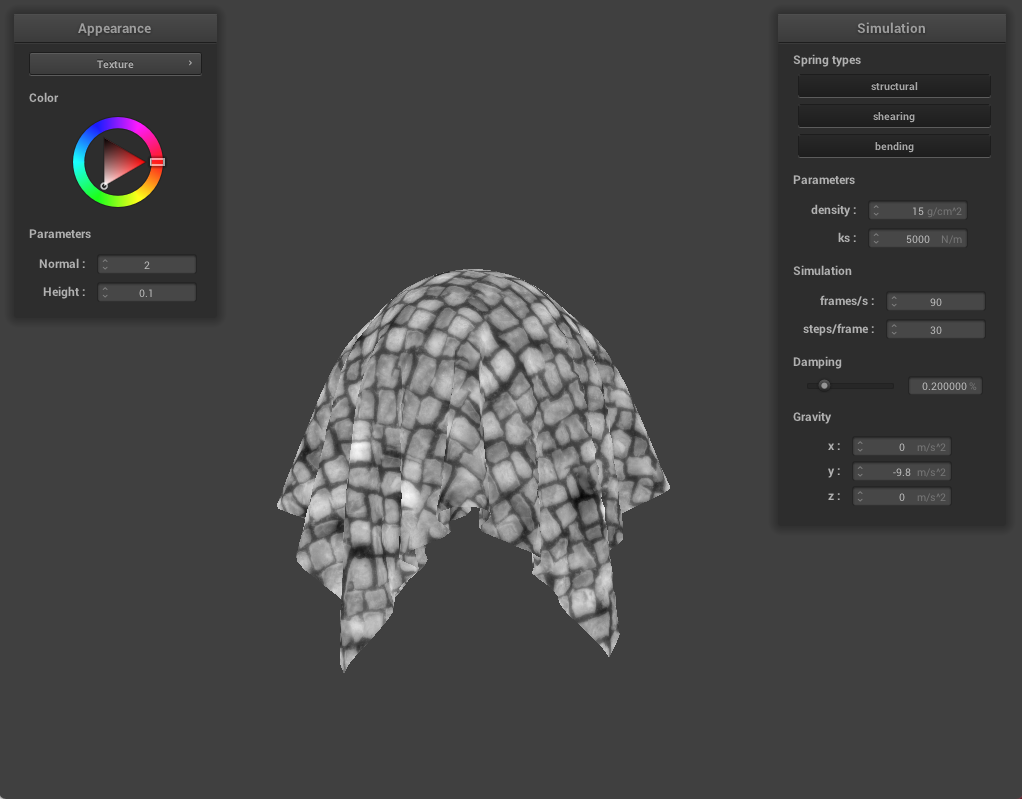 Appearance
Texture
Color
Parameters
Normal : 2
Height : 0.1
Simulation
Spring types
structural
shearing
bending
Parameters
density : 15 g/cm^2
ks : 5000 N/m
Simulation
frames/s : 90
steps/frame : 30
Damping
0.200000 %
Gravity
x : 0 m/s^2
y : -9.8 m/s^2
z : 0 m/s^2